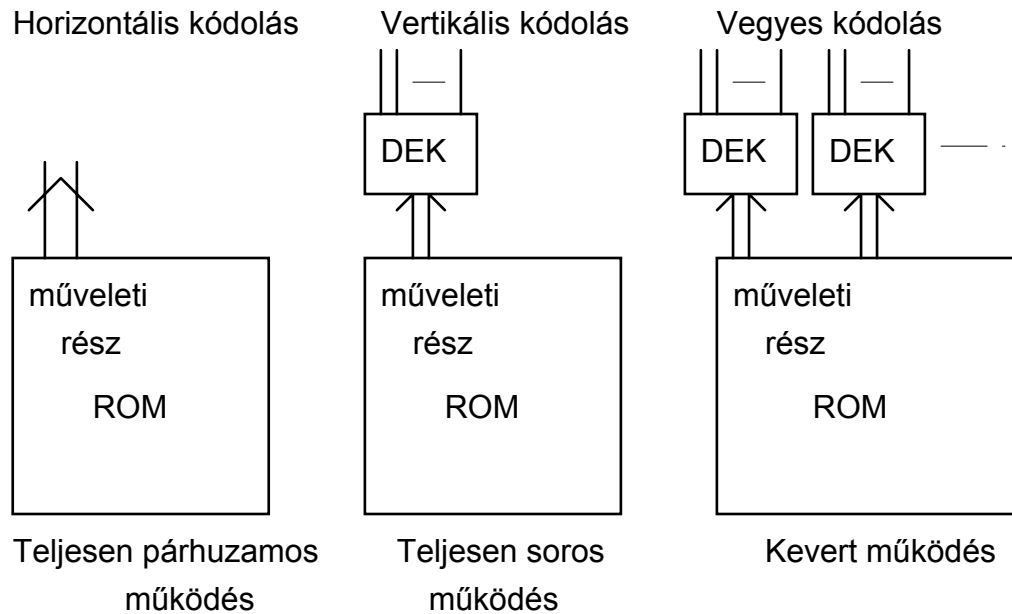 Horizontális kódolás
Vertikális kódolás
Vegyes kódolás
DEK
DEK
DEK
műveleti
rész
ROM
műveleti
rész
ROM
műveleti
rész
ROM
Teljesen párhuzamos
működés
Teljesen soros
működés
Kevert működés